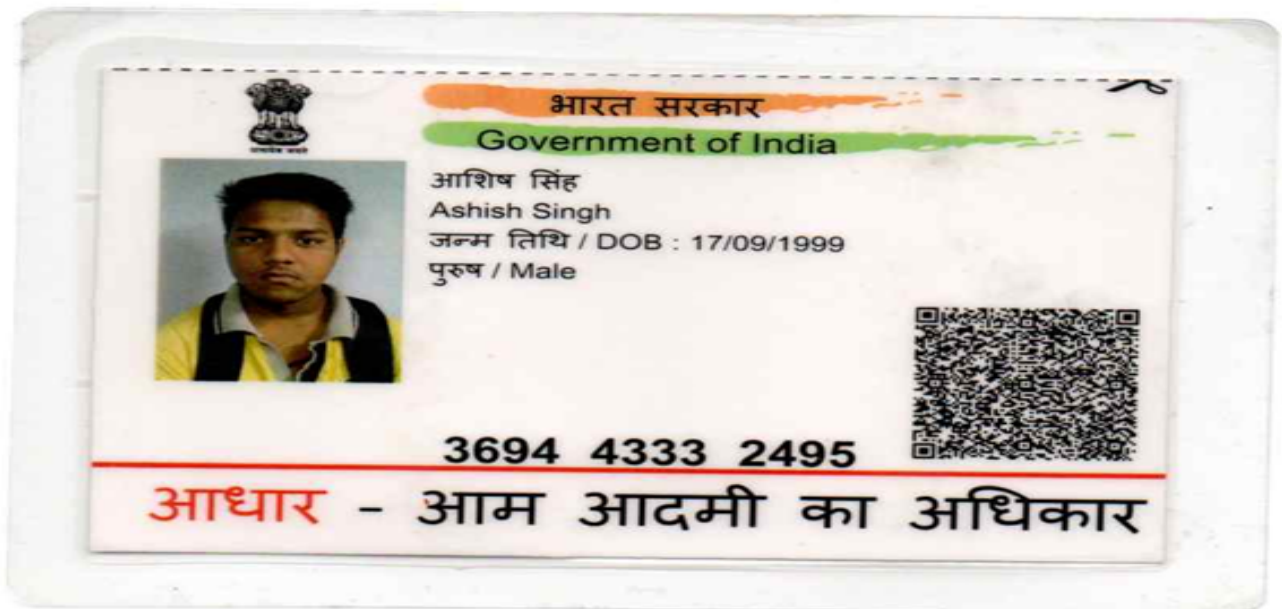 भारत सरकार
Government of India
आशिष सिंह
Ashish Singh
जन्म तिथि / DOB : 17/09/1999
पुरुष / Male
3694 4333 2495
आधार - आम आदमी का अधिकार